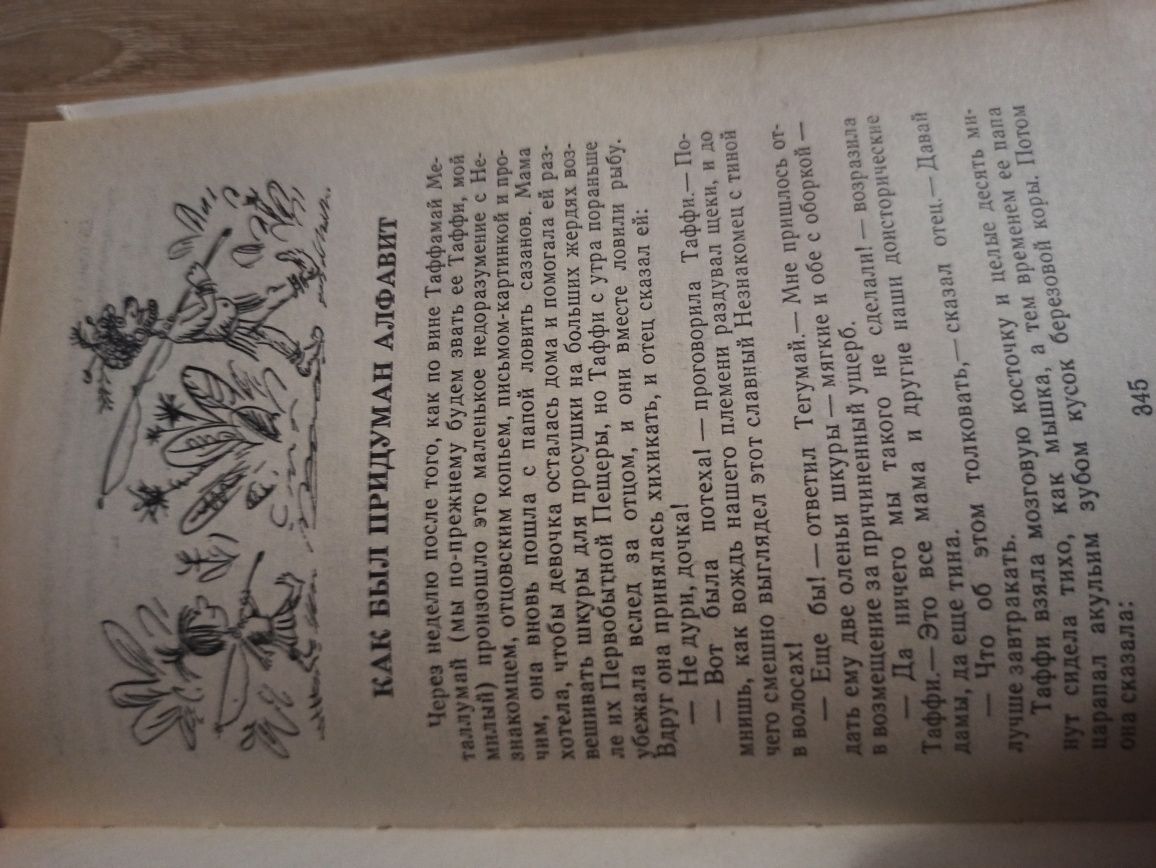 КАК БЫЛ ПРИДУМАН АЛФАВИТ
Через неделю после того, как по вине Таффамай Ме-
таллумай (мы по-прежнему будем звать ее Таффи, мой
милый) произошло это маленькое недоразумение с Не-
знакомцем, отцовским копьем, письмом-картинкой и про-
чим, она вновь пошла с папой ловить сазанов. Мама
хотела, чтобы девочка осталась дома и помогала ей раз-
вешивать шкуры для просушки на больших жердях воз-
ле их Первобытной Пещеры, но Таффи с утра пораньше
убежала вслед за отцом, и они вместе ловили рыбу.
Вдруг она принялась хихикать, и отец сказал ей:
— Не дури, дочка!
— Вот была потеха! — проговорила Таффи.— По-
мнишь, как вождь нашего племени раздувал щеки, и до
чего смешно выглядел этот славный Незнакомец с тиной
в волосах!
— Еще бы! — ответил Тегумай.— Мне пришлось от-
дать ему две оленьи шкуры — мягкие и обе с оборкой —
в возмещение за причиненный ущерб.
— Да ничего мы такого не сделали! — возразила
Таффи.— Это все мама и другие наши доисторические
дамы, да еще тина.
— Что об этом толковать,— сказал отец.— Давай
лучше завтракать.
Таффи взяла мозговую косточку и целые десять ми-
нут сидела тихо, как мышка, а тем временем ее папа
царапал акульим зубом кусок березовой коры. Потом
она сказала:
345